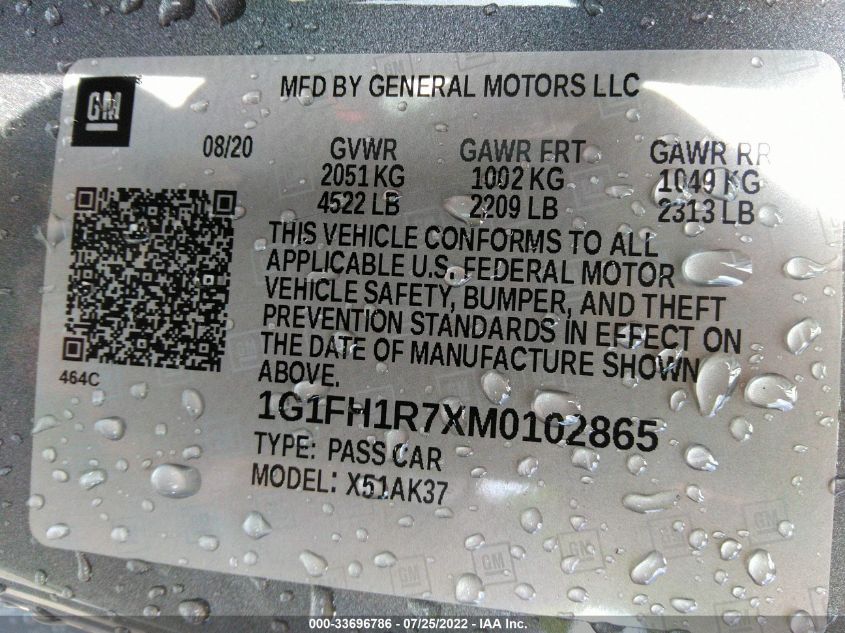 GM
MFD BY GENERAL MOTORS LLC
08/20 GVWR GAWR FRT GAWR RR
2051 KG 1002 KG 1049 KG
4522 LB 2209 LB 2313 LB
THIS VEHICLE CONFORMS TO ALL
APPLICABLE U.S. FEDERAL MOTOR
VEHICLE SAFETY, BUMPER, AND THEFT
PREVENTION STANDARDS IN EFFECT ON
THE DATE OF MANUFACTURE SHOWN
ABOVE.
464C
1G1FH1R7XM0102865
TYPE: PASS CAR
MODEL: X51AK37
000-33696786 - 07/25/2022 - IAA Inc.